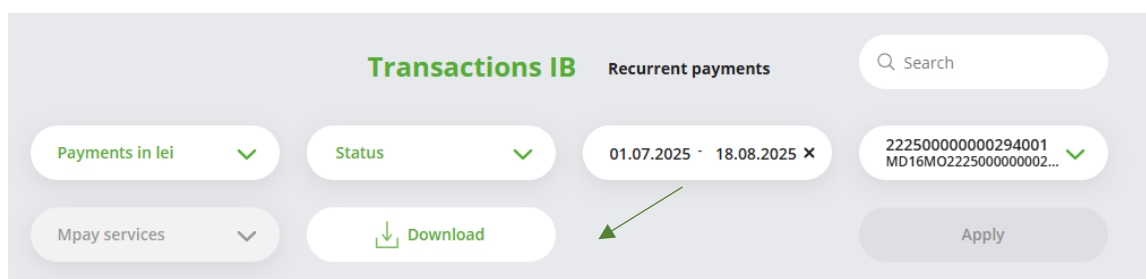 Transactions IB
Recurrent payments
Search
Payments in lei
Status
01.07.2025 - 18.08.2025 ×
222500000000294001
MD16MO2225000000002...
Mpay services
Download
Apply